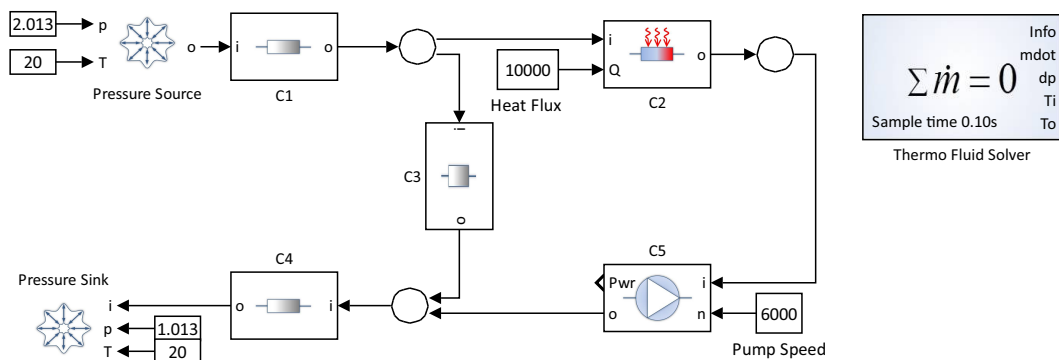 2.013
p
20
T
o
Pressure Source
i
o
C1
10000
Heat Flux
i
Q
o
C2
Info
mdot
dp
Ti
To
∑ṁ = 0
Sample time 0.10s
Thermo Fluid Solver
i
C3
o
Pressure Sink
i
p
T
1.013
20
C4
o
i
C5
Pwr
o
i
n
6000
Pump Speed